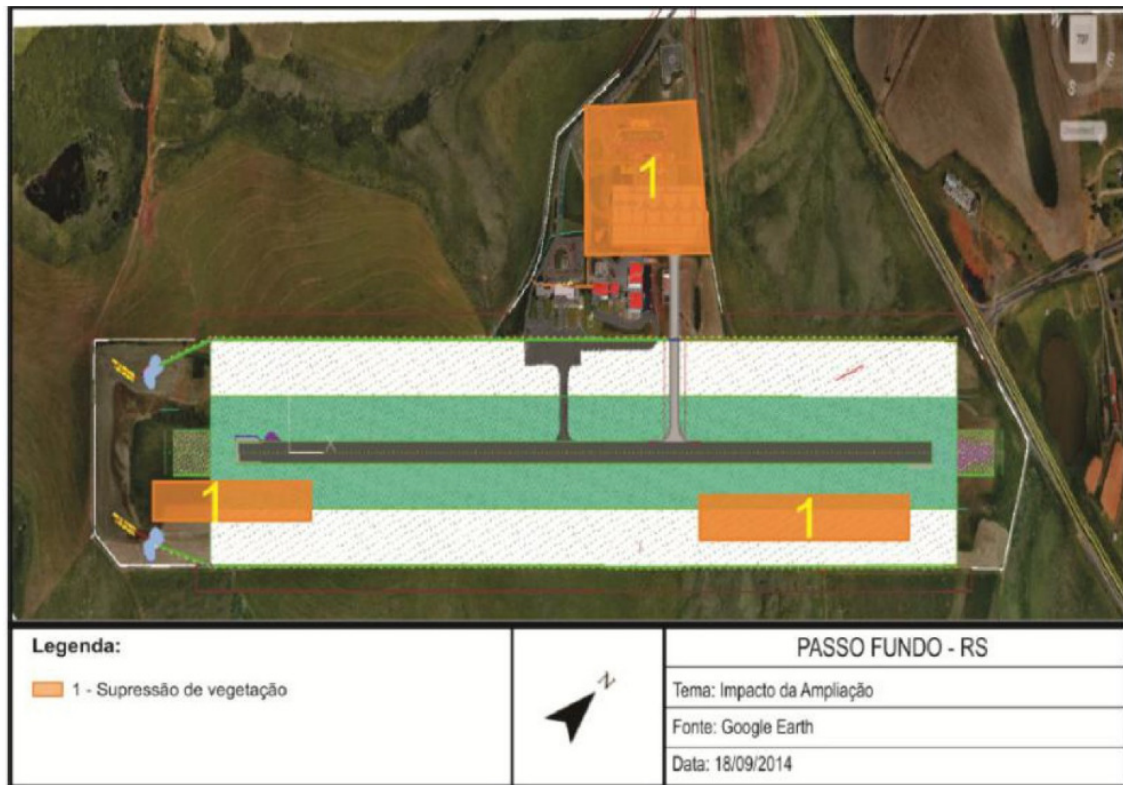 1
1
1
Legenda:
1 - Supressão de vegetação
N
PASSO FUNDO - RS
Tema: Impacto da Ampliação
Fonte: Google Earth
Data: 18/09/2014